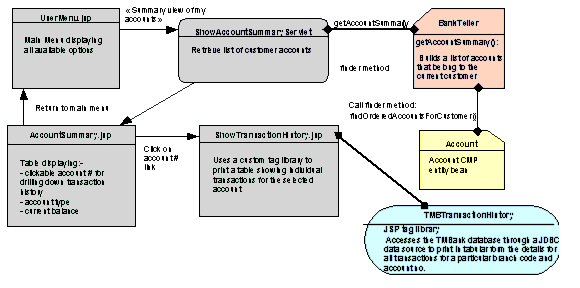 UserMenu.jsp
Main Menu displaying
all available options
« Summary view of my
accounts »
ShowAccountSummary Servlet
Retrieve list of customer accounts
getAccountSummary()
BankTeller
getAccountSummary():
Builds a list of accounts
that belong to the
current customer
finder method
Return to main menu
Call finder method:
findOrderedAccountsForCustomer()
AccountSummary.jsp
Table displaying:-
- clickable account # for
drilling down transaction
history
- account type
- current balance
Click on
account #
link
ShowTransactionHistory.jsp
Uses a custom tag library to
print a table showing individual
transactions for the selected
account
Account
Account CMP
entity bean
TMBTransactionHistory
JSP tag library
Accesses the TMBank database through a JDBC
data source to print in tabular form the details for
all transactions for a particular branch code and
account no.